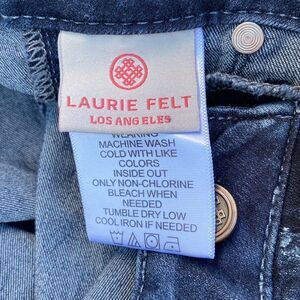 LAURIE FELT
LOS ANGELES
WEARING
MACHINE WASH
COLD WITH LIKE
COLORS
INSIDE OUT
ONLY NON-CHLORINE
BLEACH WHEN
NEEDED
TUMBLE DRY LOW
COOL IRON IF NEEDED